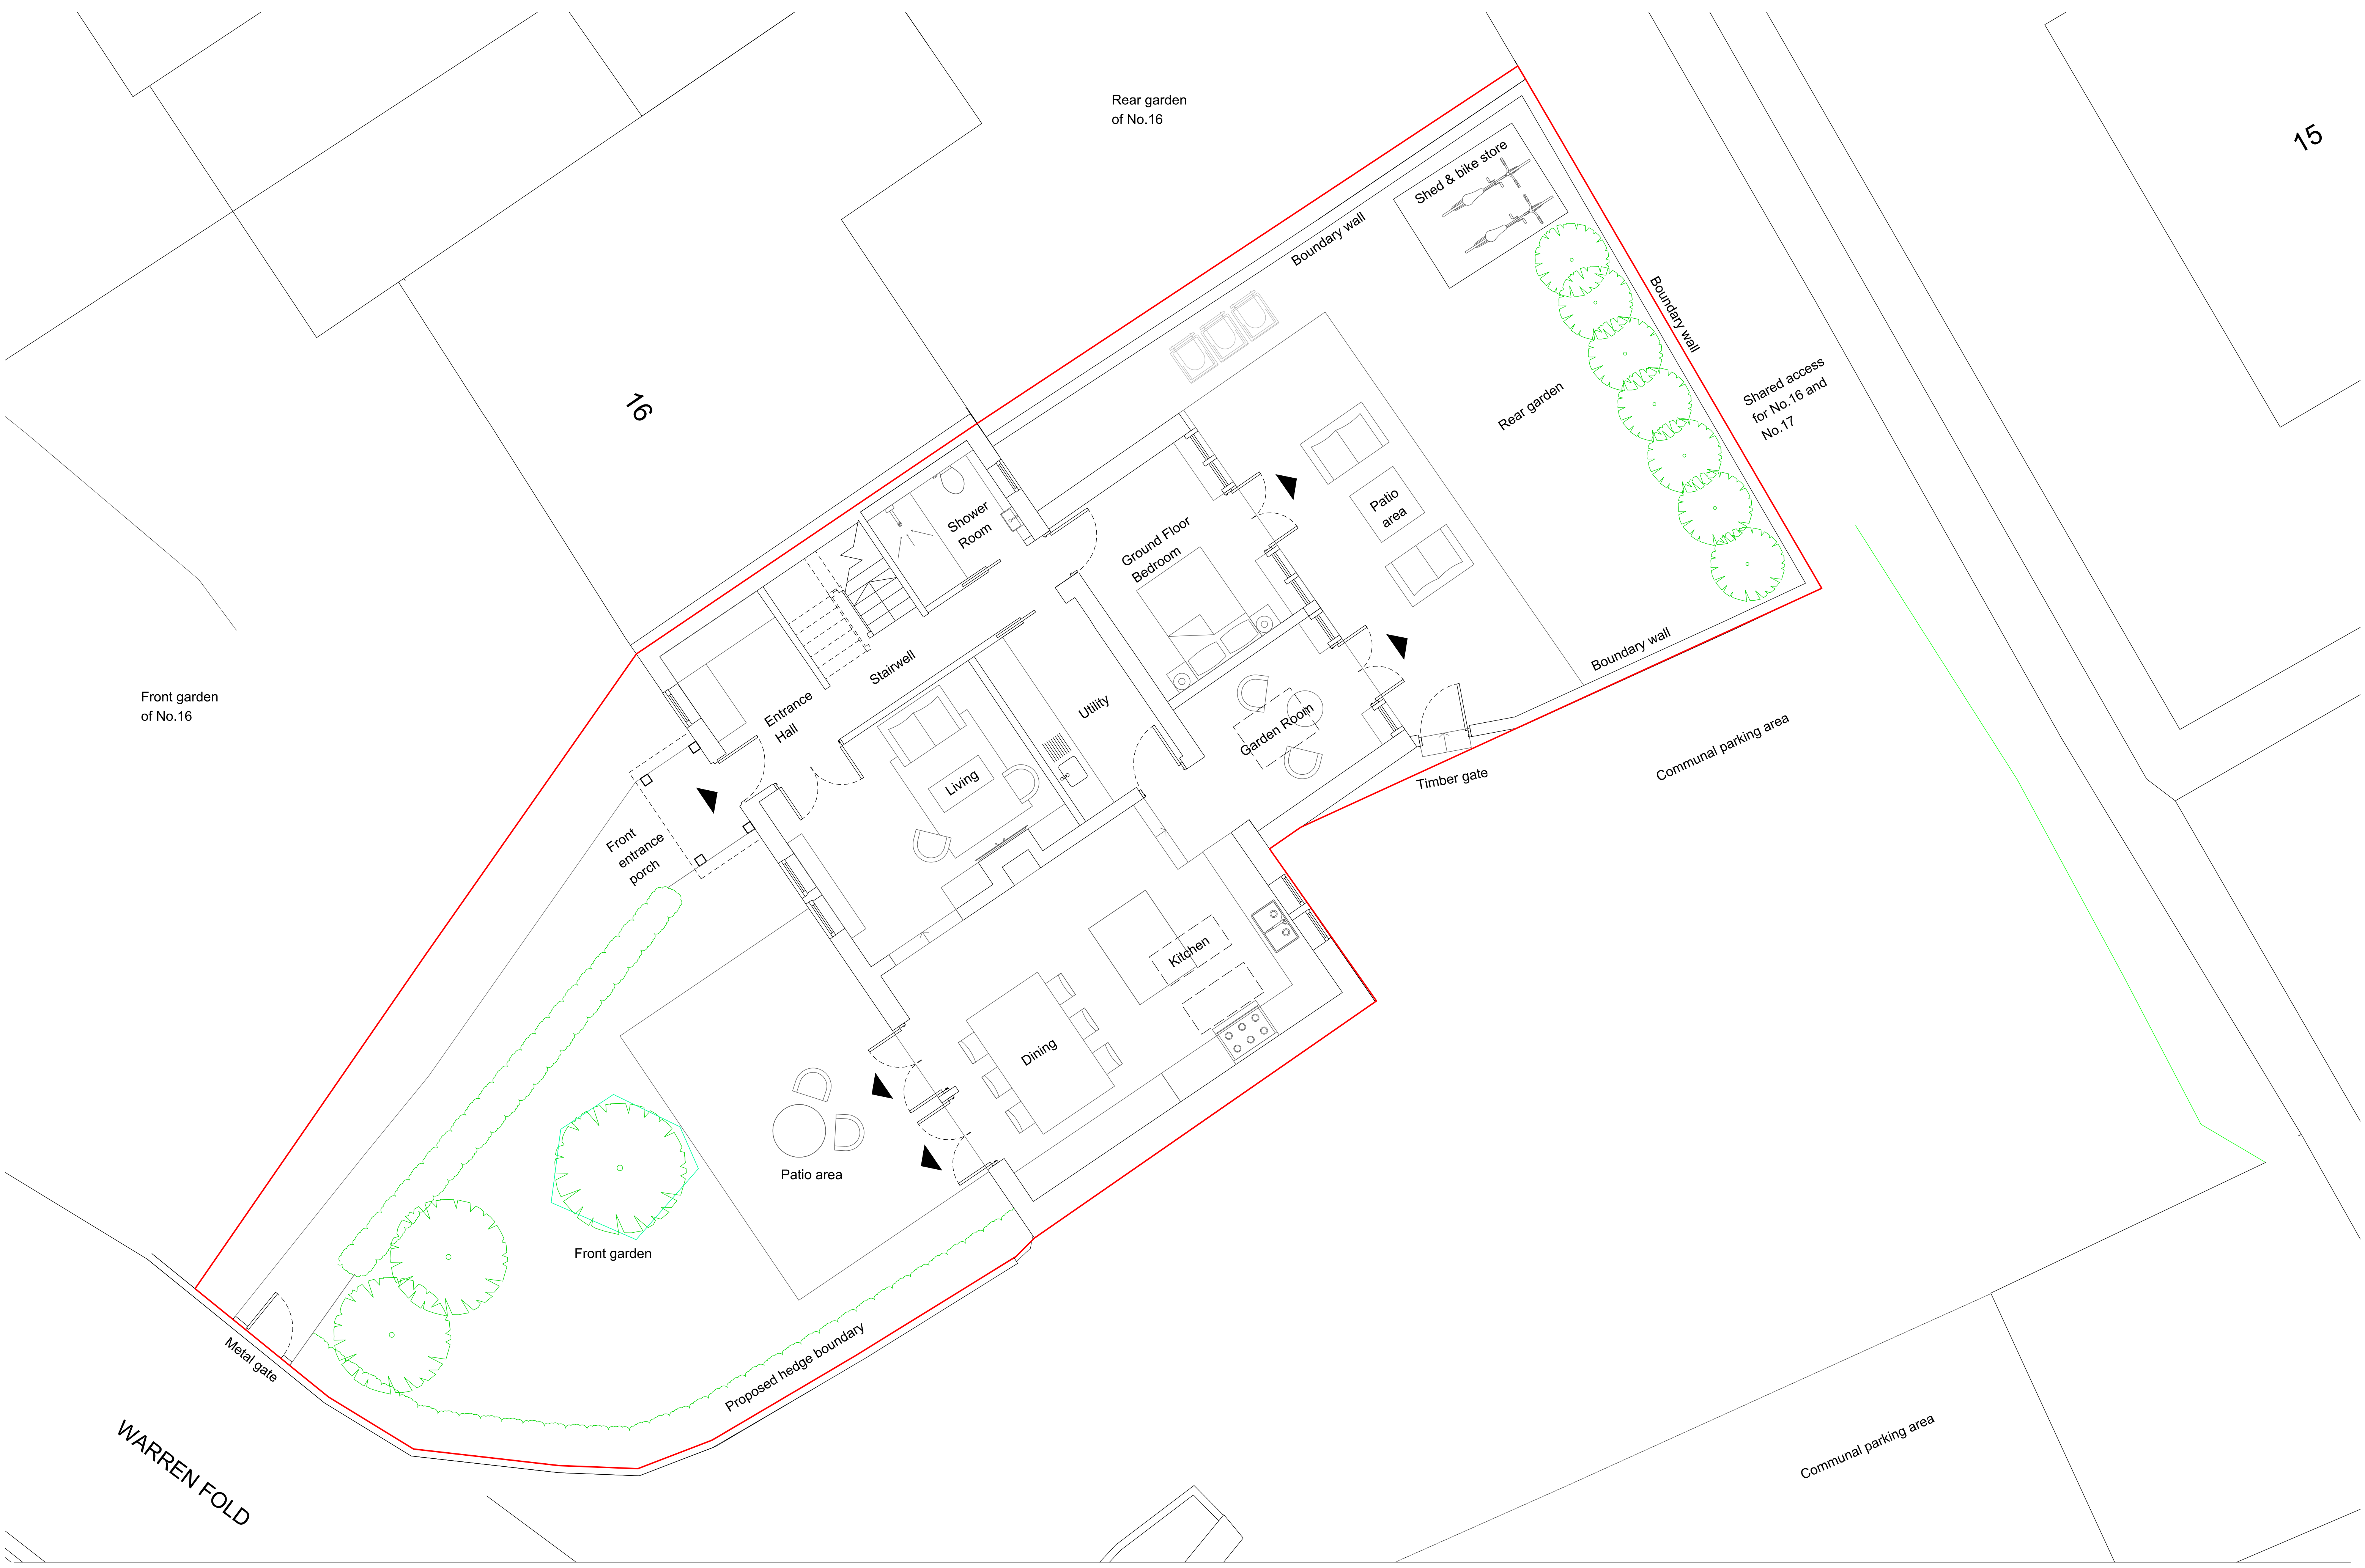 Rear garden
of No.16
15
Shed & bike store
Boundary wall
Boundary wall
Rear garden
Shared access
for No.16 and
No.17
16
Shower
Room
Ground Floor
Bedroom
Patio
area
Boundary wall
Front garden
of No.16
Entrance
Hall
Stairwell
Utility
Garden Room
Living
Timber gate
Communal parking area
Front
entrance
porch
Kitchen
Dining
Patio area
Front garden
Metal gate
Proposed hedge boundary
WARREN FOLD
Communal parking area